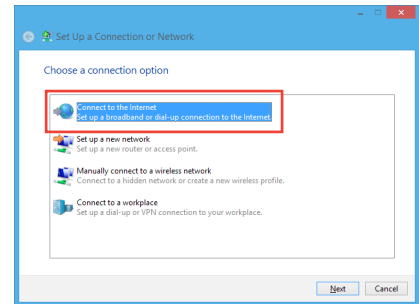 Set Up a Connection or Network
Choose a connection option
Connect to the Internet
Set up a broadband or dial-up connection to the Internet.
Set up a new network
Set up a new router or access point.
Manually connect to a wireless network
Connect to a hidden network or create a new wireless profile.
Connect to a workplace
Set up a dial-up or VPN connection to your workplace.
Next
Cancel